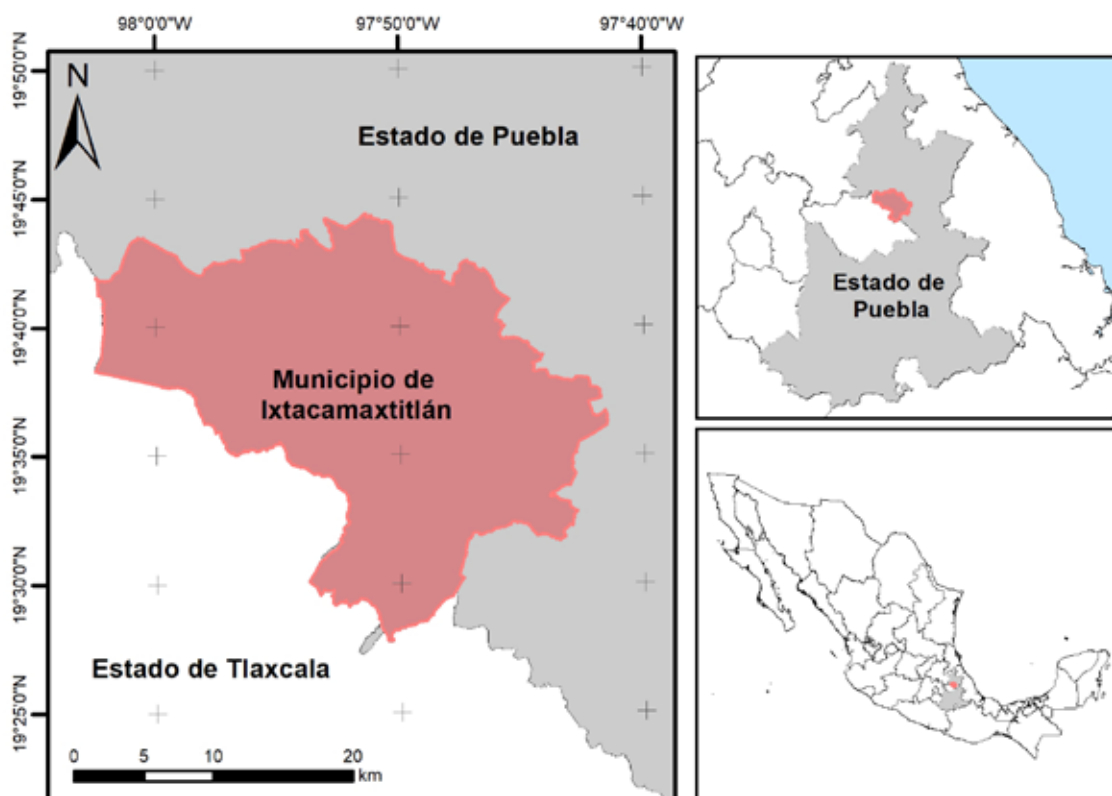 98°0'0"W 97°50'0"W 97°40'0"W
19°50'0"N
19°45'0"N
19°40'0"N
19°35'0"N
19°30'0"N
19°25'0"N
N
Estado de Puebla
Municipio de
Ixtacamaxtitlán
Estado de Tlaxcala
0 5 10 20
km
Estado de
Puebla